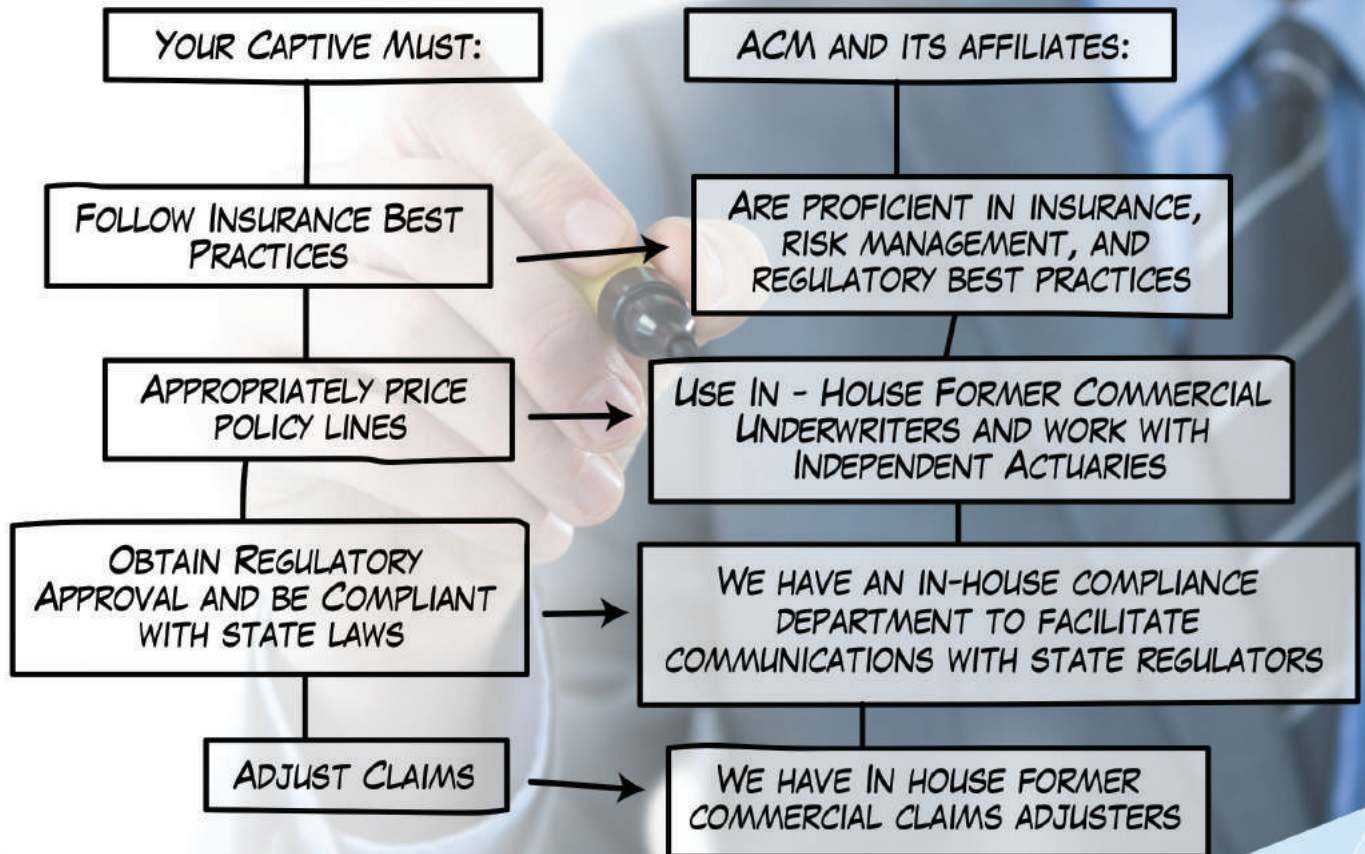 YOUR CAPTIVE MUST:
FOLLOW INSURANCE BEST
PRACTICES
APPROPRIATELY PRICE
POLICY LINES
OBTAIN REGULATORY
APPROVAL AND BE COMPLIANT
WITH STATE LAWS
ADJUST CLAIMS
ACM AND ITS AFFILIATES:
ARE PROFICIENT IN INSURANCE,
RISK MANAGEMENT, AND
REGULATORY BEST PRACTICES
USE IN - HOUSE FORMER COMMERCIAL
UNDERWRITERS AND WORK WITH
INDEPENDENT ACTUARIES
WE HAVE AN IN-HOUSE COMPLIANCE
DEPARTMENT TO FACILITATE
COMMUNICATIONS WITH STATE REGULATORS
WE HAVE IN HOUSE FORMER
COMMERCIAL CLAIMS ADJUSTERS